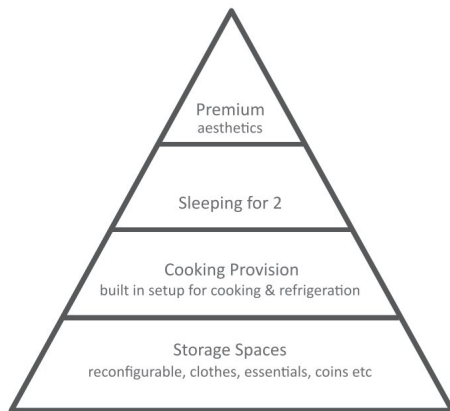 Premium
aesthetics
Sleeping for 2
Cooking Provision
built in setup for cooking & refrigeration
Storage Spaces
reconfigurable, clothes, essentials, coins etc